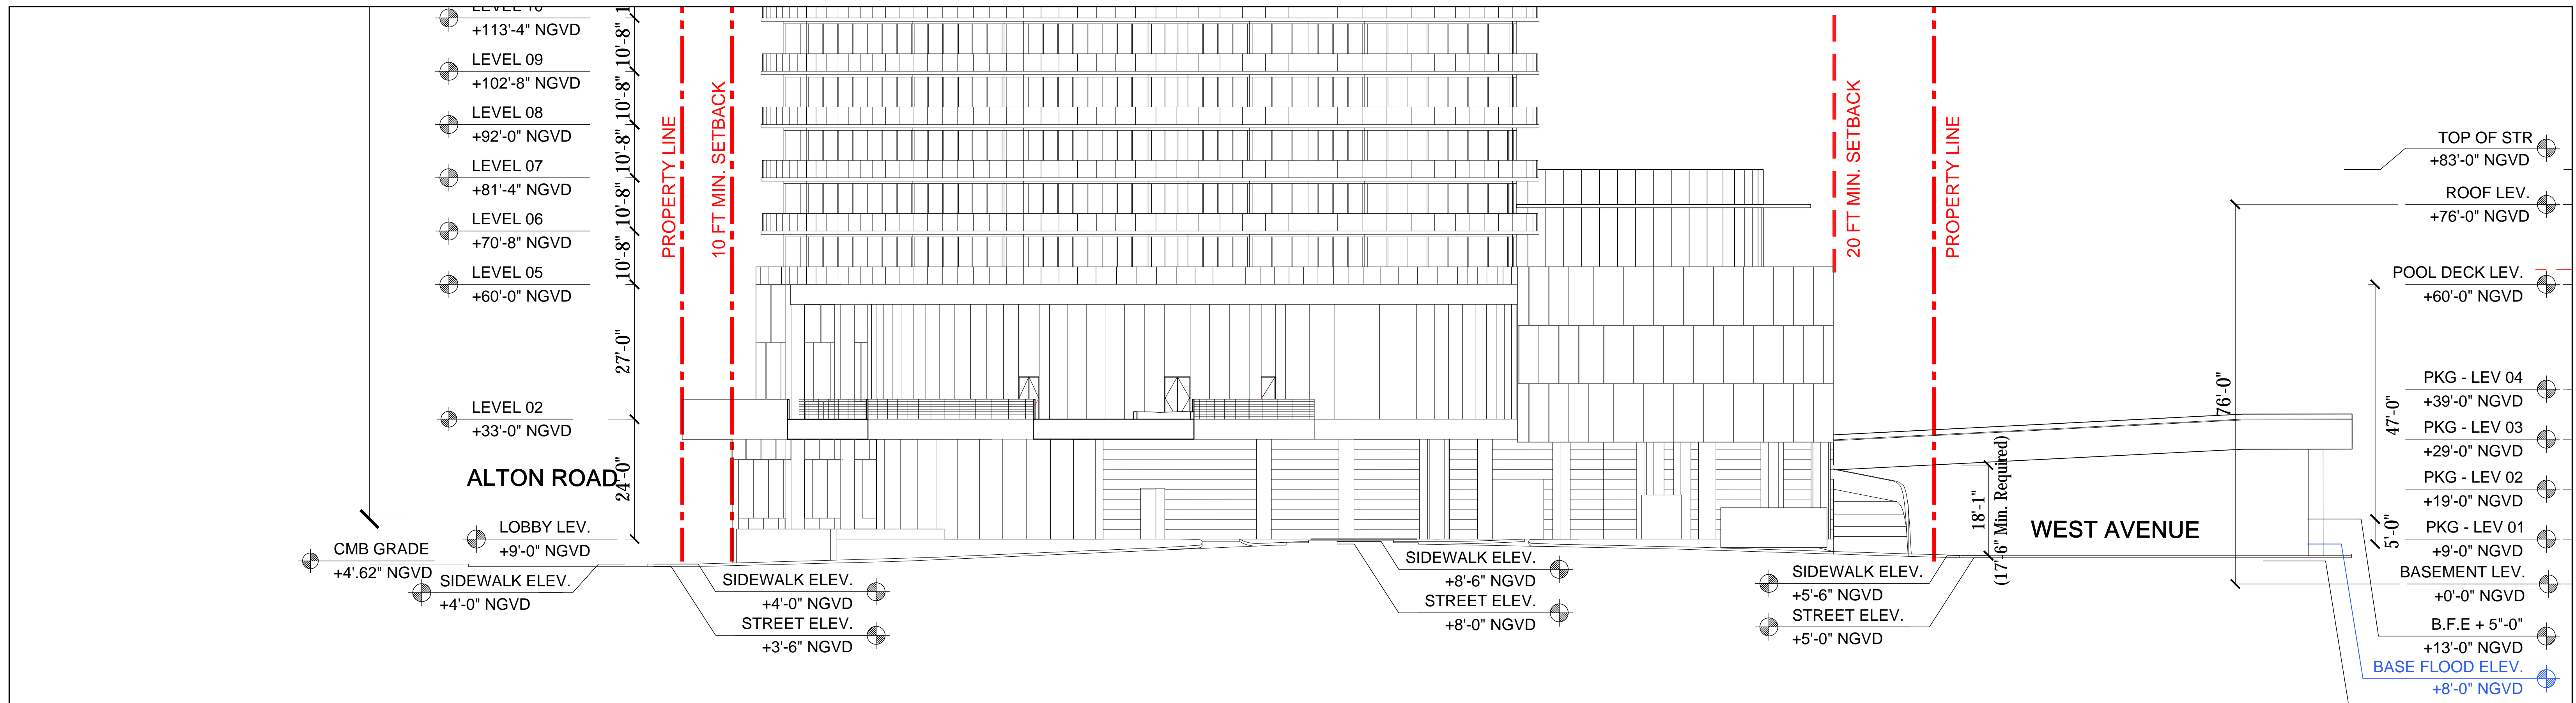 LEVEL 10
+113'-4" NGVD
LEVEL 09
+102'-8" NGVD
LEVEL 08
+92'-0" NGVD
LEVEL 07
+81'-4" NGVD
LEVEL 06
+70'-8" NGVD
LEVEL 05
+60'-0" NGVD
LEVEL 02
+33'-0" NGVD
ALTON ROAD
LOBBY LEV.
+9'-0" NGVD
CMB GRADE
+4'.62" NGVD
SIDEWALK ELEV.
+4'-0" NGVD
10'-8"
10'-8"
10'-8"
10'-8"
10'-8"
27'-0"
24'-0"
PROPERTY LINE
10 FT MIN. SETBACK
SIDEWALK ELEV.
+4'-0" NGVD
STREET ELEV.
+3'-6" NGVD
SIDEWALK ELEV.
+8'-6" NGVD
STREET ELEV.
+8'-0" NGVD
20 FT MIN. SETBACK
PROPERTY LINE
SIDEWALK ELEV.
+5'-6" NGVD
STREET ELEV.
+5'-0" NGVD
18'-1"
(17'-6" Min. Required)
WEST AVENUE
76'-0"
47'-0"
5'-0"
TOP OF STR
+83'-0" NGVD
ROOF LEV.
+76'-0" NGVD
POOL DECK LEV.
+60'-0" NGVD
PKG - LEV 04
+39'-0" NGVD
PKG - LEV 03
+29'-0" NGVD
PKG - LEV 02
+19'-0" NGVD
PKG - LEV 01
+9'-0" NGVD
BASEMENT LEV.
+0'-0" NGVD
B.F.E + 5"-0"
+13'-0" NGVD
BASE FLOOD ELEV.
+8'-0" NGVD